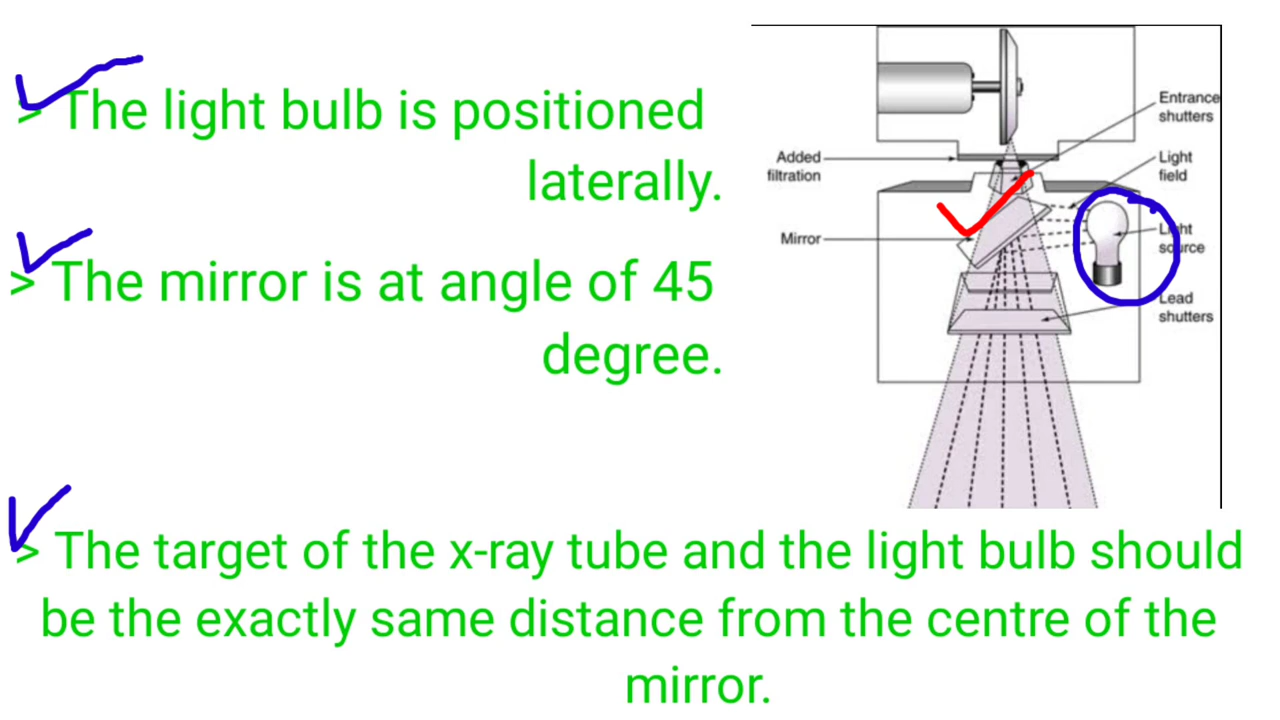 > The light bulb is positioned
laterally.
> The mirror is at angle of 45
degree.
Entrance
shutters
Added
filtration
Light
field
Mirror
Light
source
Lead
shutters
> The target of the x-ray tube and the light bulb should
be the exactly same distance from the centre of the
mirror.